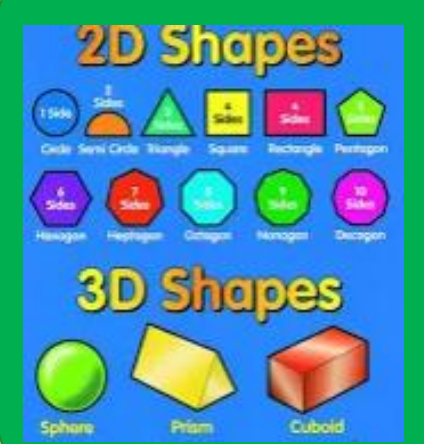 2D Shapes
1 Side
2
Sides
3
Sides
4
Sides
4
Sides
5
Sides
Circle Semi Circle Triangle Square Rectangle Pentagon
6
Sides
7
Sides
8
Sides
9
Sides
10
Sides
Hexagon Heptagon Octagon Nonagon Decagon
3D Shapes
Sphere Prism Cuboid